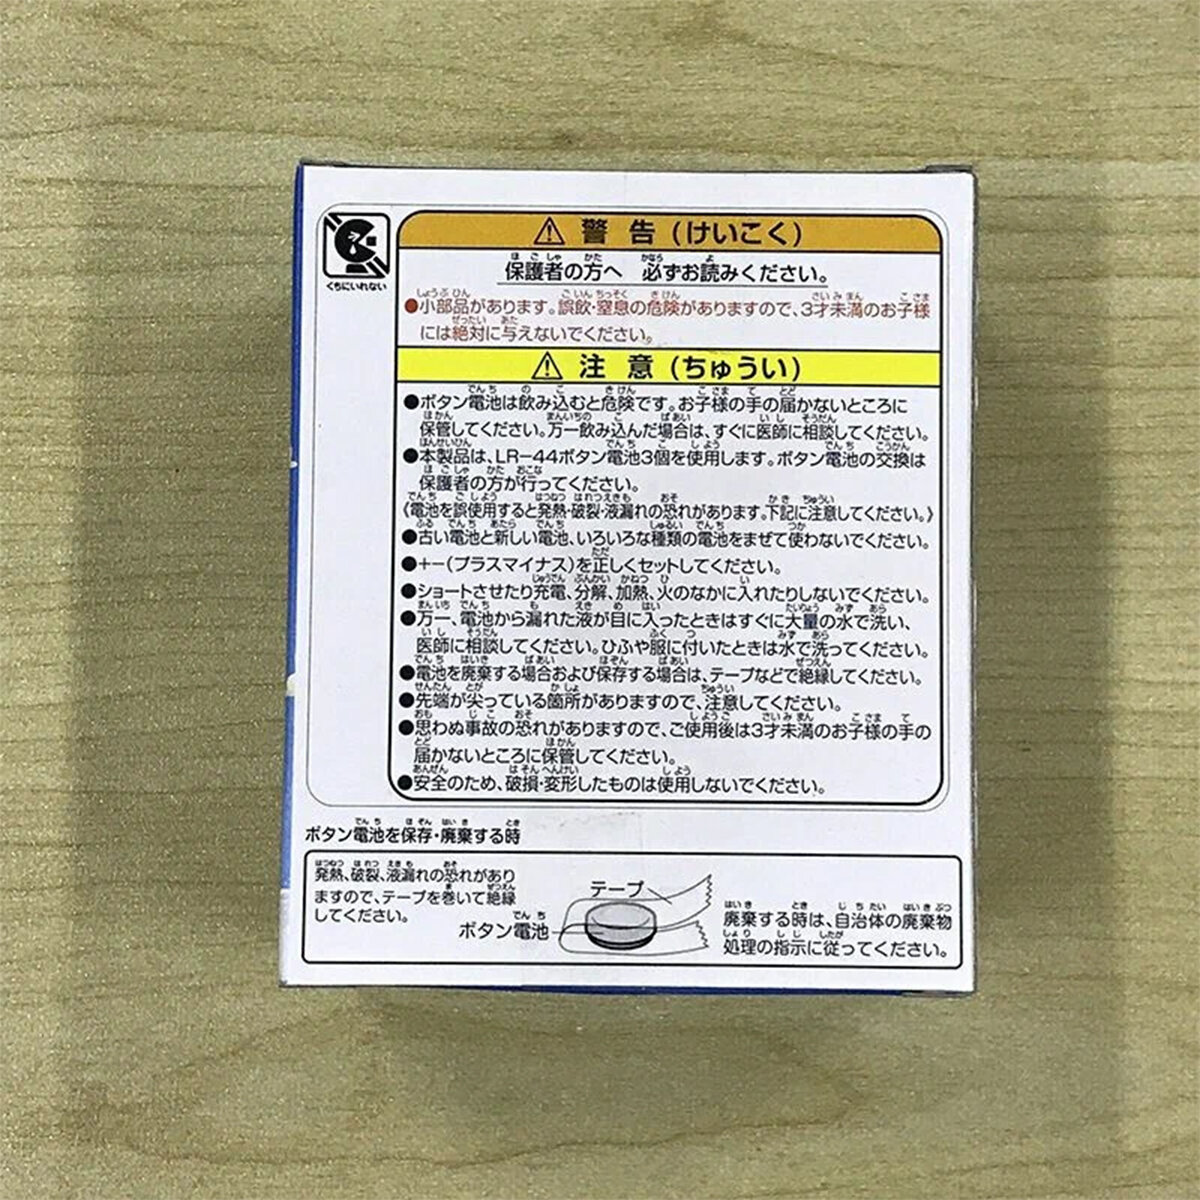 くちにいれない
⚠ 警告(けいこく)
保護者の方へ 必ずお読みください。
●小部品があります。誤飲・窒息の危険がありますので、3才未満のお子様
には絶対に与えないでください。
⚠ 注意(ちゅうい)
●ボタン電池は飲み込むと危険です。お子様の手の届かないところに
保管してください。万一飲み込んだ場合は、すぐに医師に相談してください。
●本製品は、LR-44ボタン電池3個を使用します。ボタン電池の交換は
保護者の方が行ってください。
《電池を誤使用すると発熱・破裂・液漏れの恐れがあります。下記に注意してください。》
●古い電池と新しい電池、いろいろな種類の電池をまぜて使わないでください。
●+-(プラスマイナス)を正しくセットしてください。
●ショートさせたり充電、分解、加熱、火のなかに入れたりしないでください。
●万一、電池から漏れた液が目に入ったときはすぐに大量の水で洗い、
医師に相談してください。ひふや服に付いたときは水で洗ってください。
●電池を廃棄する場合および保存する場合は、テープなどで絶縁してください。
●先端が尖っている箇所がありますので、注意してください。
●思わぬ事故の恐れがありますので、ご使用後は3才未満のお子様の手の
届かないところに保管してください。
●安全のため、破損・変形したものは使用しないでください。
ボタン電池を保存・廃棄する時
発熱、破裂、液漏れの恐れがあり
ますので、テープを巻いて絶縁
してください。
テープ
ボタン電池
廃棄する時は、自治体の廃棄物
処理の指示に従ってください。